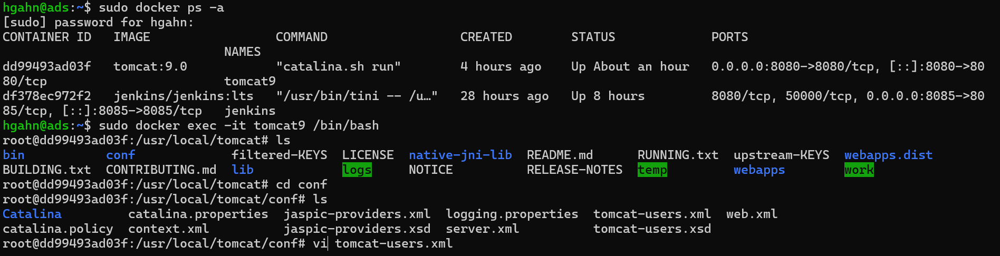 hgahn@ads:~$ sudo docker ps -a
[sudo] password for hgahn:
CONTAINER ID   IMAGE                 COMMAND                  CREATED        STATUS             PORTS
                              NAMES
dd99493ad03f   tomcat:9.0            "catalina.sh run"        4 hours ago    Up About an hour   0.0.0.0:8080->8080/tcp, [::]:8080->80
80/tcp                        tomcat9
df378ec972f2   jenkins/jenkins:lts   "/usr/bin/tini -- /u…"   28 hours ago   Up 8 hours         8080/tcp, 50000/tcp, 0.0.0.0:8085->80
85/tcp, [::]:8085->8085/tcp   jenkins
hgahn@ads:~$ sudo docker exec -it tomcat9 /bin/bash
root@dd99493ad03f:/usr/local/tomcat# ls
bin           conf             filtered-KEYS  LICENSE  native-jni-lib  README.md      RUNNING.txt  upstream-KEYS  webapps.dist
BUILDING.txt  CONTRIBUTING.md  lib            logs     NOTICE          RELEASE-NOTES  temp         webapps        work
root@dd99493ad03f:/usr/local/tomcat# cd conf
root@dd99493ad03f:/usr/local/tomcat/conf# ls
Catalina         catalina.properties  jaspic-providers.xml  logging.properties  tomcat-users.xml  web.xml
catalina.policy  context.xml          jaspic-providers.xsd  server.xml          tomcat-users.xsd
root@dd99493ad03f:/usr/local/tomcat/conf# vi tomcat-users.xml